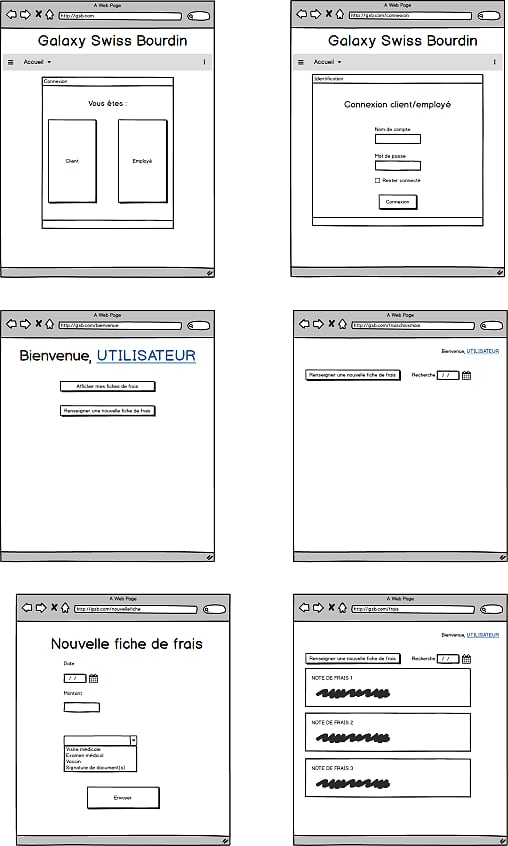 A Web Page
http://gsb.com
Galaxy Swiss Bourdin
Accueil
Connexion
Vous êtes :
Client
Employé
A Web Page
http://gsb.com/connexion
Galaxy Swiss Bourdin
Accueil
Identification
Connexion client/employé
Nom de compte
Mot de passe
Rester connecté
Connexion
A Web Page
http://gsb.com/bienvenue
Bienvenue, UTILISATEUR
Afficher mes fiches de frais
Renseigner une nouvelle fiche de frais
A Web Page
http://gsb.com/fraischoixmois
Bienvenue, UTILISATEUR
Renseigner une nouvelle fiche de frais
Recherche / /
A Web Page
http://gsb.com/nouvellefiche
Nouvelle fiche de frais
Date
/ /
Montant
Visite médicale
Examen médical
Vaccin
Signature de document(s)
Envoyer
A Web Page
http://gsb.com/frais
Bienvenue, UTILISATEUR
Renseigner une nouvelle fiche de frais
Recherche / /
NOTE DE FRAIS 1
NOTE DE FRAIS 2
NOTE DE FRAIS 3